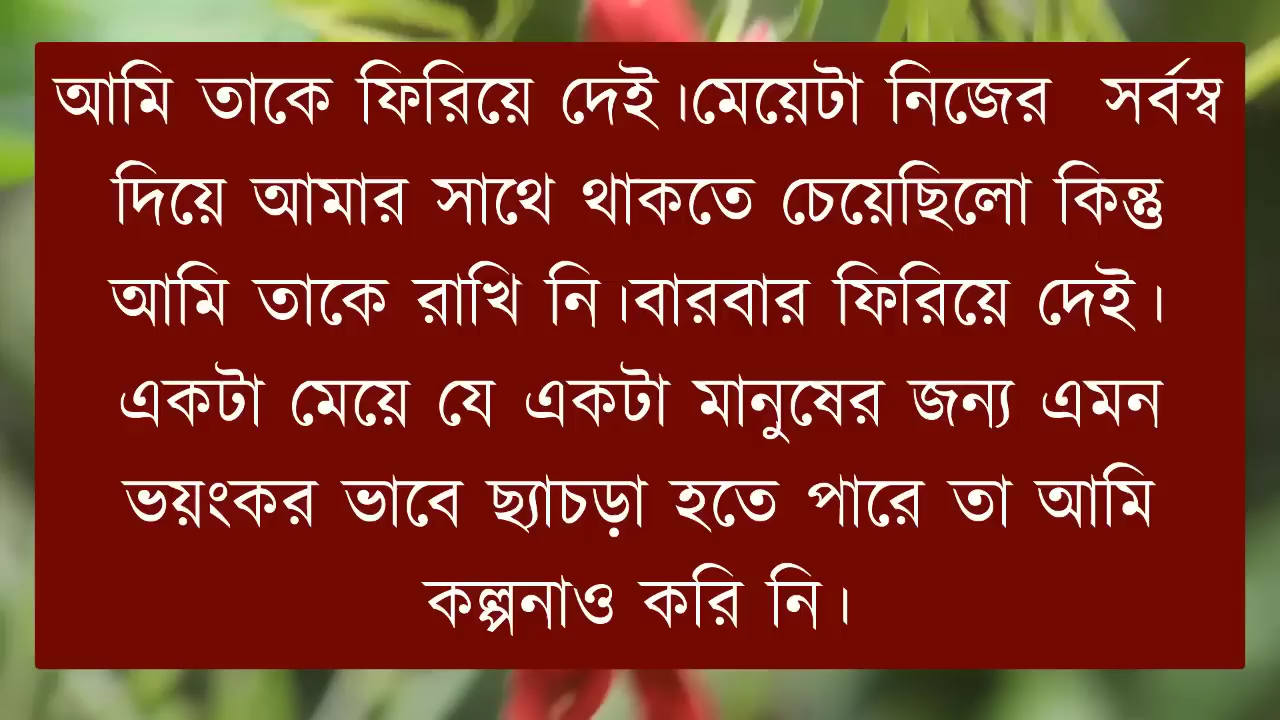 আমি তাকে ফিরিয়ে দেই।মেয়েটা নিজের সর্বস্ব
দিয়ে আমার সাথে থাকতে চেয়েছিলো কিন্তু
আমি তাকে রাখি নি।বারবার ফিরিয়ে দেই।
একটা মেয়ে যে একটা মানুষের জন্য এমন
ভয়ংকর ভাবে ছ্যাচড়া হতে পারে তা আমি
কল্পনাও করি নি।